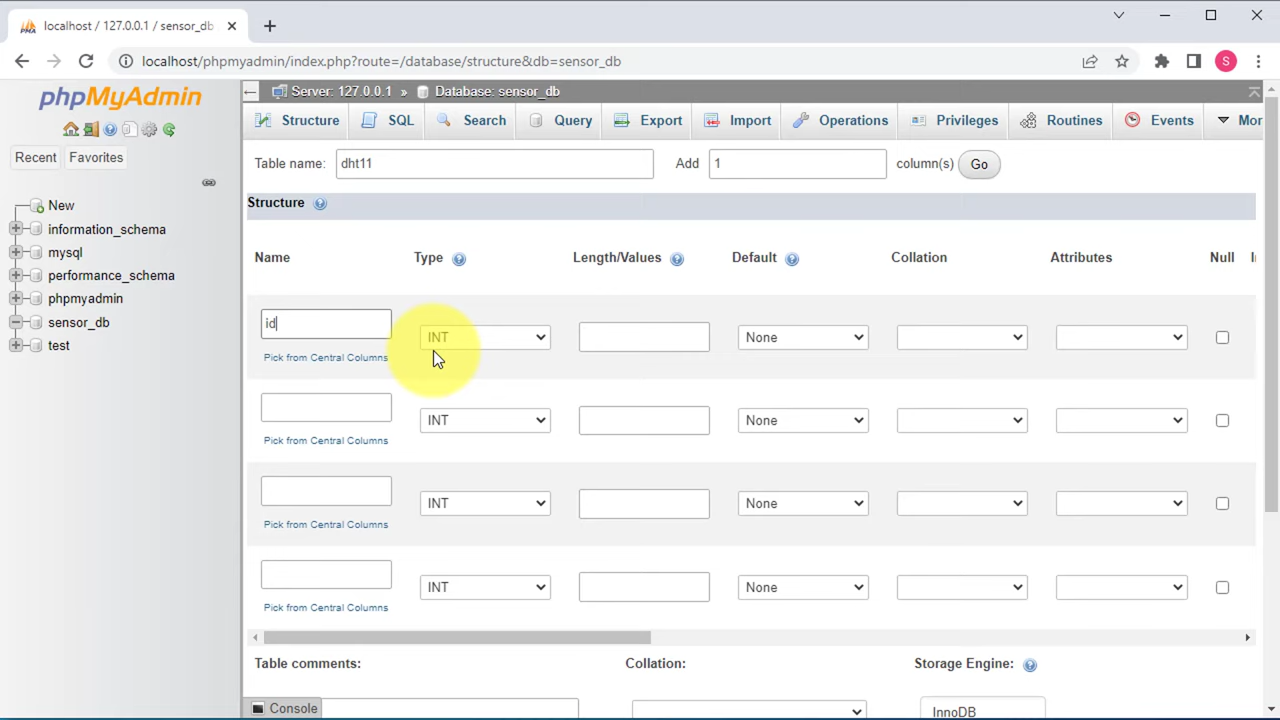 localhost / 127.0.0.1 / sensor_db
localhost/phpmyadmin/index.php?route=/database/structure&db=sensor_db
S
phpMyAdmin
Recent
Favorites
New
information_schema
mysql
performance_schema
phpmyadmin
sensor_db
test
Server: 127.0.0.1 » Database: sensor_db
Structure SQL Search Query Export Import Operations Privileges Routines Events Mor
Table name: dht11 Add 1 column(s) Go
Structure
Name Type Length/Values Default Collation Attributes Null
id INT None
Pick from Central Columns
INT None
Pick from Central Columns
INT None
Pick from Central Columns
INT None
Pick from Central Columns
Table comments: Collation: Storage Engine:
InnoDB
Console